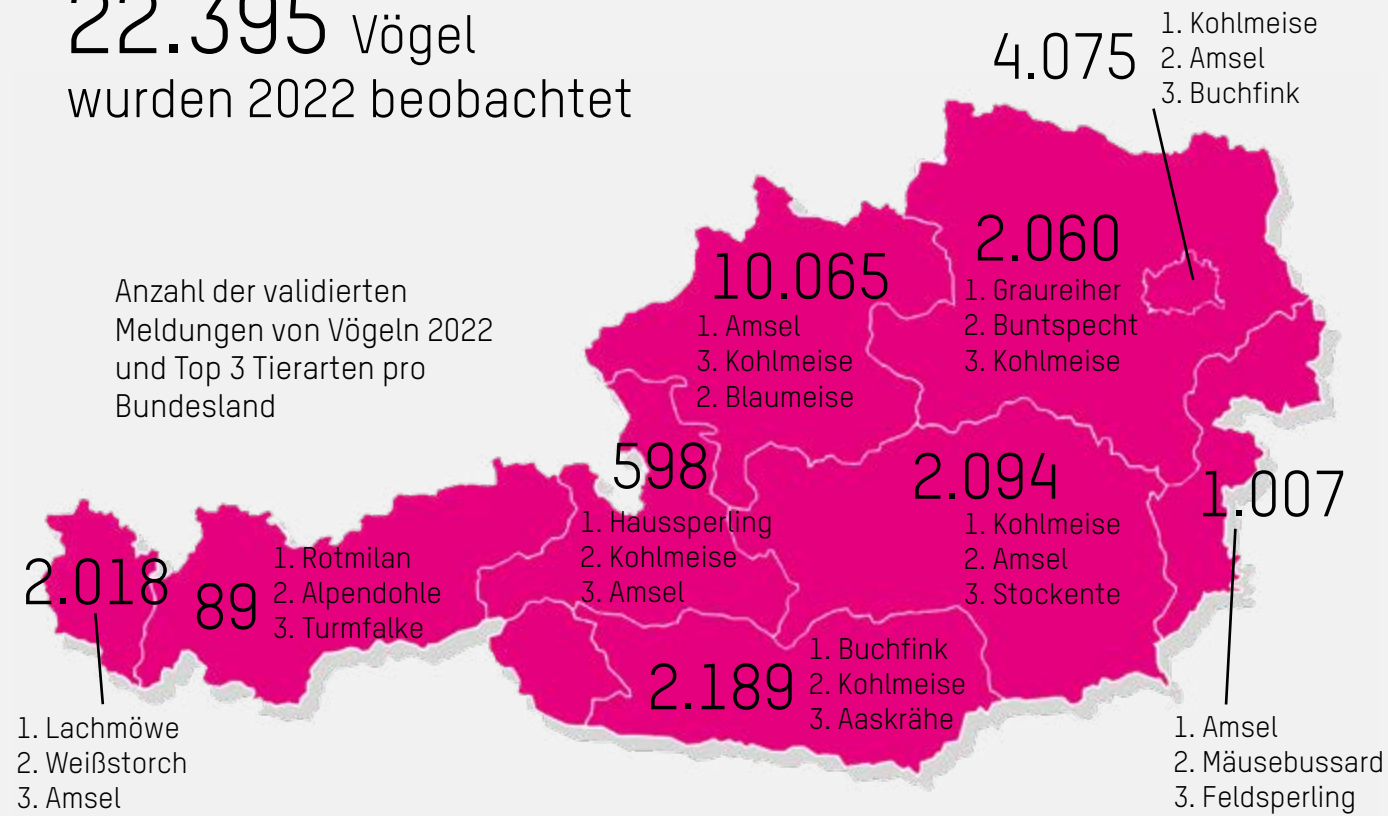 22.395 Vögel
wurden 2022 beobachtet
Anzahl der validierten
Meldungen von Vögeln 2022
und Top 3 Tierarten pro
Bundesland
4.075
1. Kohlmeise
2. Amsel
3. Buchfink
2.060
1. Graureiher
2. Buntspecht
3. Kohlmeise
10.065
1. Amsel
3. Kohlmeise
2. Blaumeise
598
1. Haussperling
2. Kohlmeise
3. Amsel
2.094
1. Kohlmeise
2. Amsel
3. Stockente
1.007
1. Amsel
2. Mäusebussard
3. Feldsperling
2.018
1. Lachmöwe
2. Weißstorch
3. Amsel
89
1. Rotmilan
2. Alpendohle
3. Turmfalke
2.189
1. Buchfink
2. Kohlmeise
3. Aaskrähe